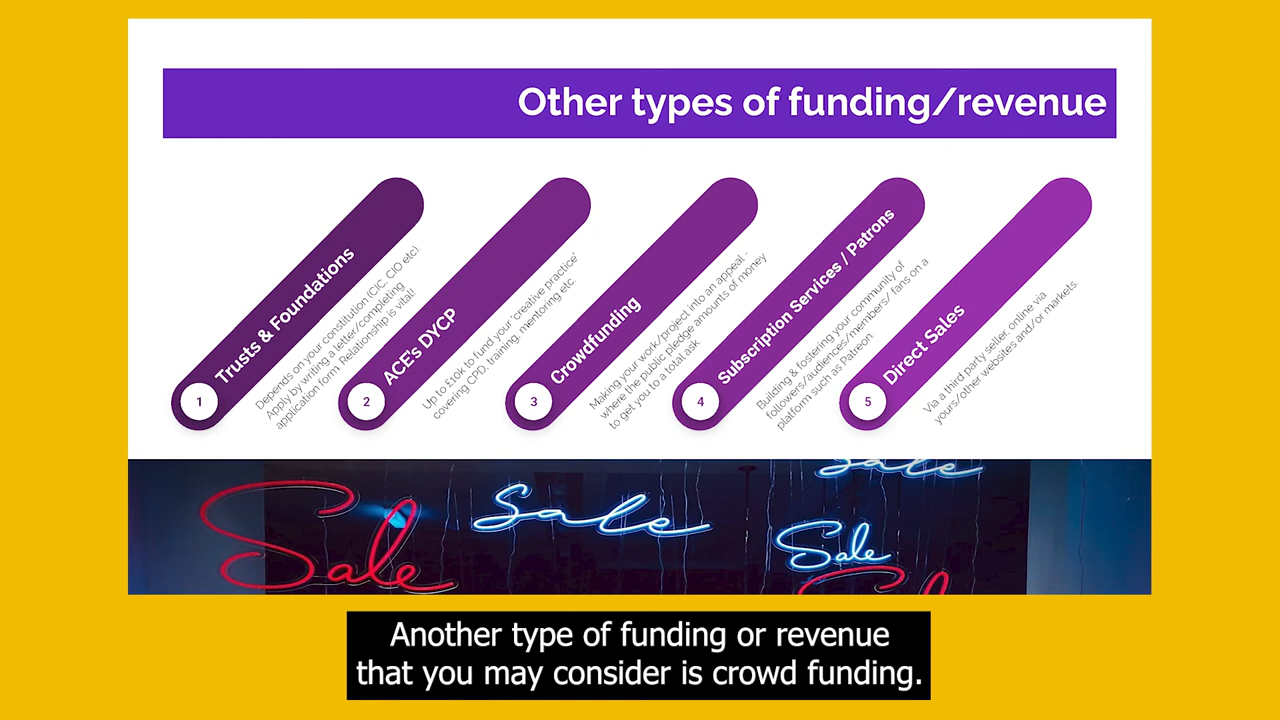 Other types of funding/revenue
1
Trusts & Foundations
Depends on your constitution (CIC, CIO etc).
Apply by writing a letter/completing
application form. Relationship is vital!
2
ACE's DYCP
Up to £10k to fund your 'creative practice'
covering CPD, training, mentoring etc.
3
Crowdfunding
Making your work/project into an appeal -
where the public pledge amounts of money
to get you to a total ask
4
Subscription Services / Patrons
Building & fostering your community of
followers/audiences/members/ fans on a
platform such as Patreon
5
Direct Sales
Via a third party seller, online via
yours/other websites and/or markets.
Sale
Sale
Sale
Sale
Another type of funding or revenue
that you may consider is crowd funding.